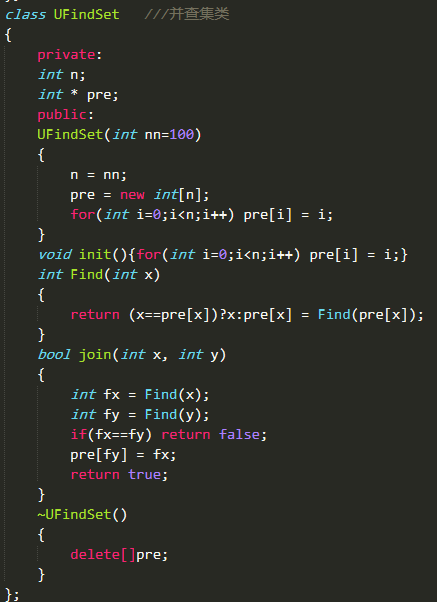 class UFindSet   ///并查集类
{
    private:
    int n;
    int * pre;
    public:
    UFindSet(int nn=100)
    {
        n = nn;
        pre = new int[n];
        for(int i=0;i<n;i++) pre[i] = i;
    }
    void init(){for(int i=0;i<n;i++) pre[i] = i;}
    int Find(int x)
    {
        return (x==pre[x])?x:pre[x] = Find(pre[x]);
    }
    bool join(int x, int y)
    {
        int fx = Find(x);
        int fy = Find(y);
        if(fx==fy) return false;
        pre[fy] = fx;
        return true;
    }
    ~UFindSet()
    {
        delete[]pre;
    }
};